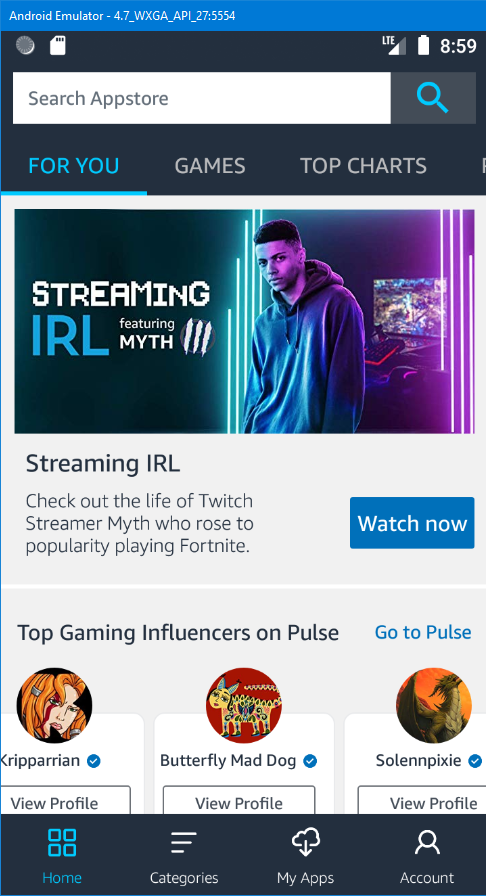 Android Emulator - 4.7_WXGA_API_27:5554
LTE 8:59
Search Appstore
FOR YOU GAMES TOP CHARTS
STREAMING
IRL featuring
MYTH
Streaming IRL
Check out the life of Twitch
Streamer Myth who rose to
popularity playing Fortnite.
Watch now
Top Gaming Influencers on Pulse Go to Pulse
Kripparrian Butterfly Mad Dog Solennpixie
View Profile View Profile View Profile
Home Categories My Apps Account